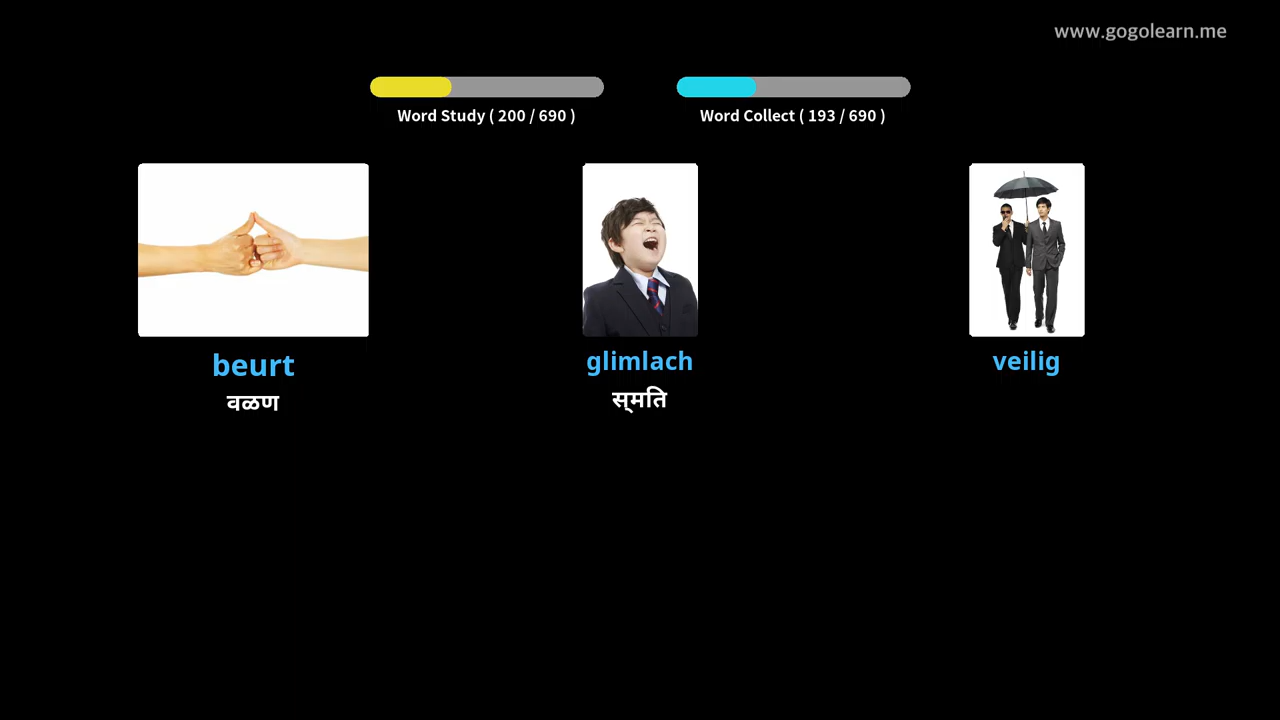 www.gogolearn.me
Word Study ( 200 / 690 )
Word Collect ( 193 / 690 )
beurt
glimlach
veilig
वळण
स्मिति